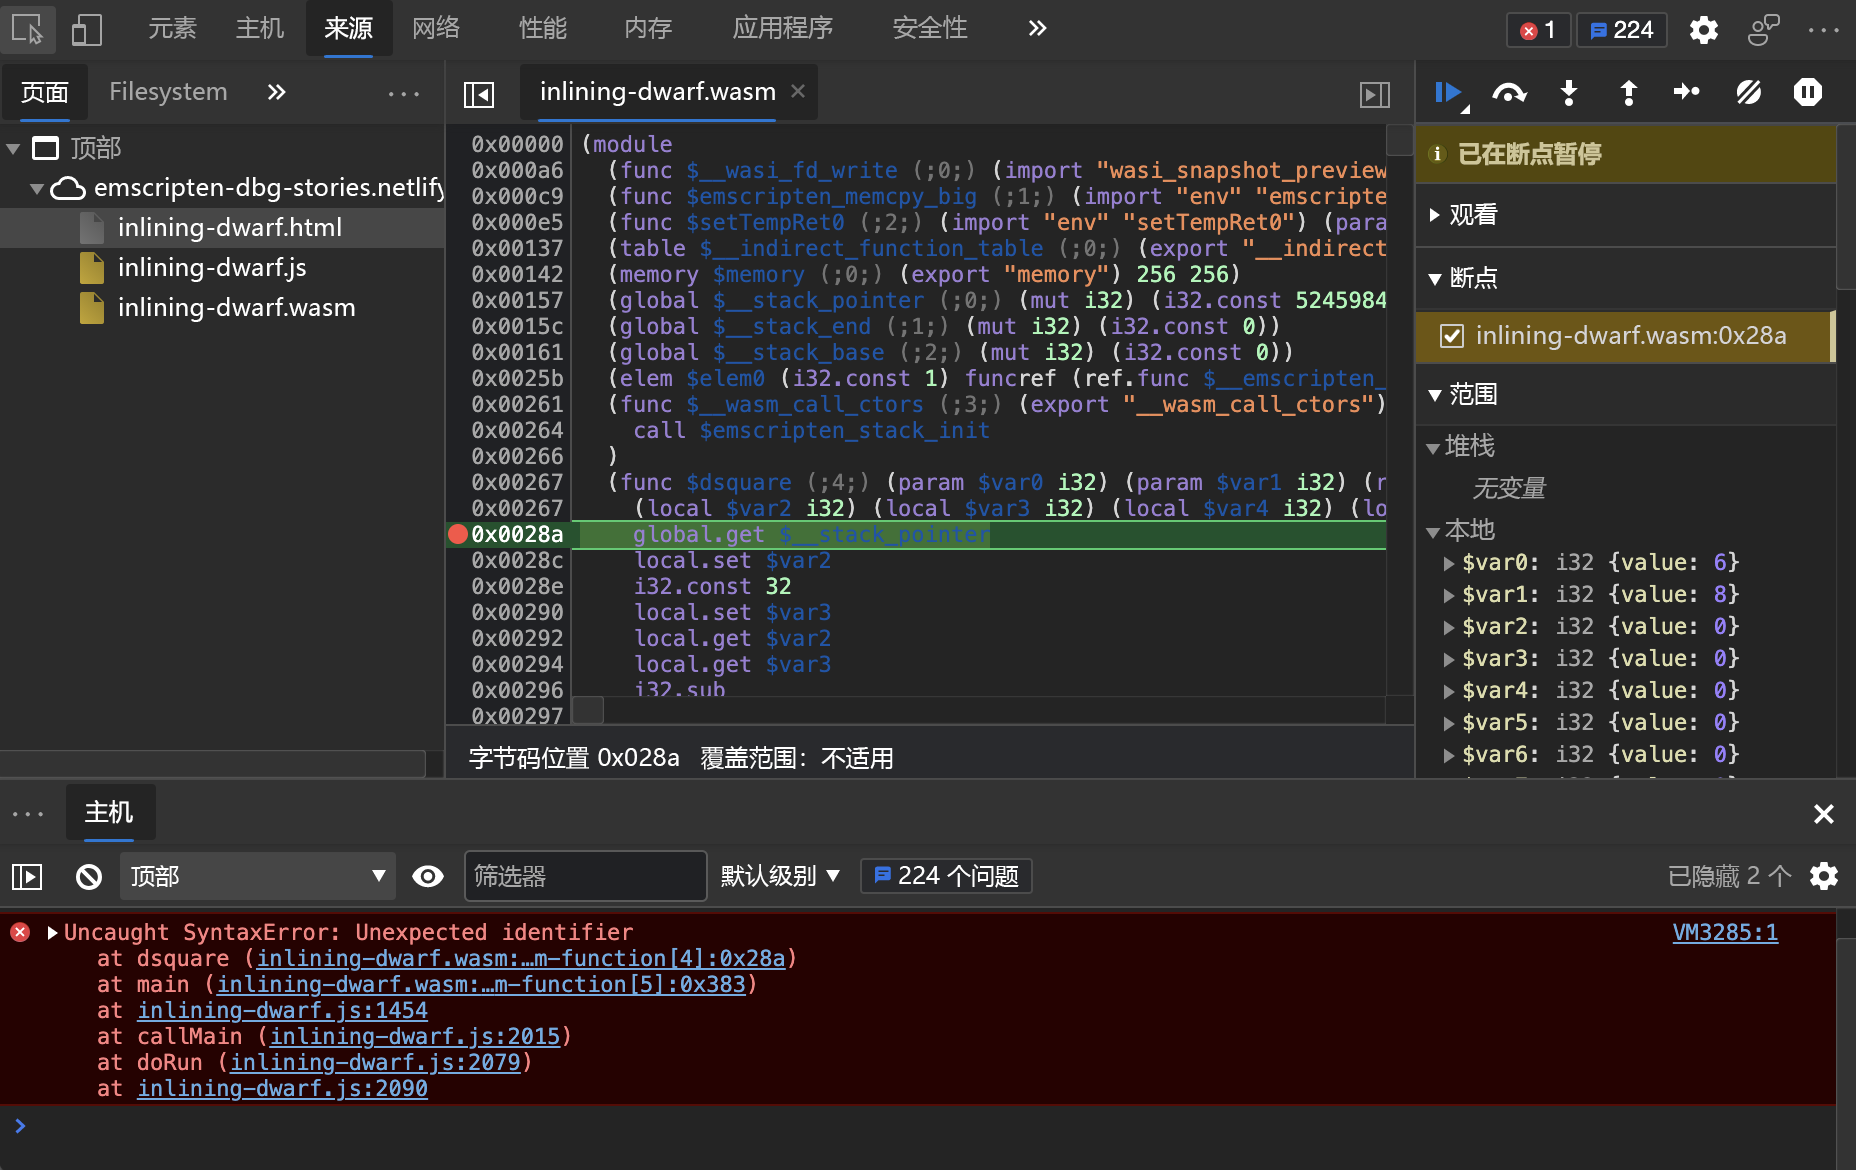 元素 主机 来源 网络 性能 内存 应用程序 安全性 1 224
页面 Filesystem
顶部
emscripten-dbg-stories.netlify
inlining-dwarf.html
inlining-dwarf.js
inlining-dwarf.wasm
inlining-dwarf.wasm
0x00000 (module
0x000a6 (func $__wasi_fd_write (;0;) (import "wasi_snapshot_preview
0x000c9 (func $emscripten_memcpy_big (;1;) (import "env" "emscripte
0x000e5 (func $setTempRet0 (;2;) (import "env" "setTempRet0") (para
0x00137 (table $__indirect_function_table (;0;) (export "__indirect
0x00142 (memory $memory (;0;) (export "memory") 256 256)
0x00157 (global $__stack_pointer (;0;) (mut i32) (i32.const 5245984
0x0015c (global $__stack_end (;1;) (mut i32) (i32.const 0))
0x00161 (global $__stack_base (;2;) (mut i32) (i32.const 0))
0x0025b (elem $elem0 (i32.const 1) funcref (ref.func $__emscripten_
0x00261 (func $__wasm_call_ctors (;3;) (export "__wasm_call_ctors")
0x00264 call $emscripten_stack_init
0x00266 )
0x00267 (func $dsquare (;4;) (param $var0 i32) (param $var1 i32) (r
0x00267 (local $var2 i32) (local $var3 i32) (local $var4 i32) (lo
0x0028a global.get $__stack_pointer
0x0028c local.set $var2
0x0028e i32.const 32
0x00290 local.set $var3
0x00292 local.get $var2
0x00294 local.get $var3
0x00296 i32.sub
0x00297
字节码位置 0x028a 覆盖范围：不适用
已在断点暂停
观看
断点
inlining-dwarf.wasm:0x28a
范围
堆栈
无变量
本地
$var0: i32 {value: 6}
$var1: i32 {value: 8}
$var2: i32 {value: 0}
$var3: i32 {value: 0}
$var4: i32 {value: 0}
$var5: i32 {value: 0}
$var6: i32 {value: 0}
主机
顶部 筛选器 默认级别 224 个问题 已隐藏 2 个
Uncaught SyntaxError: Unexpected identifier VM3285:1
at dsquare (inlining-dwarf.wasm:…m-function[4]:0x28a)
at main (inlining-dwarf.wasm:…m-function[5]:0x383)
at inlining-dwarf.js:1454
at callMain (inlining-dwarf.js:2015)
at doRun (inlining-dwarf.js:2079)
at inlining-dwarf.js:2090